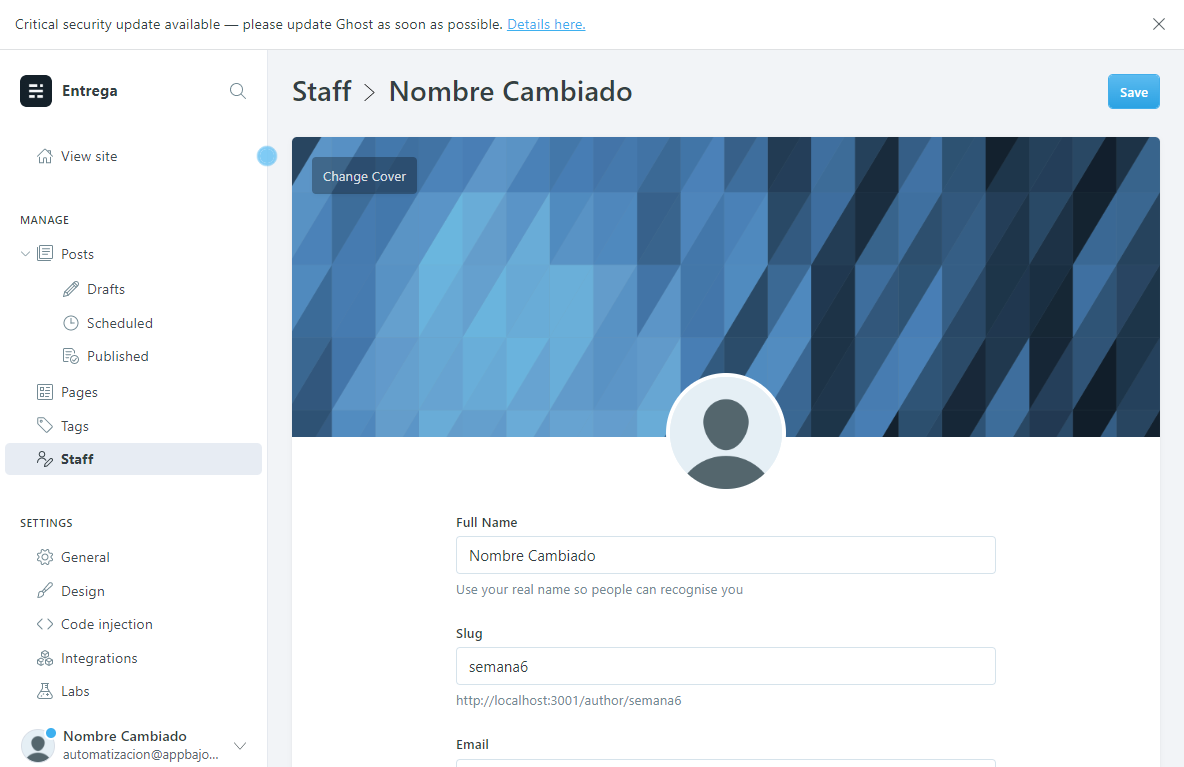 Critical security update available — please update Ghost as soon as possible. Details here.
Entrega
View site
MANAGE
Posts
Drafts
Scheduled
Published
Pages
Tags
Staff
SETTINGS
General
Design
Code injection
Integrations
Labs
Nombre Cambiado
automatizacion@appbajo...
Staff > Nombre Cambiado
Save
Change Cover
Full Name
Nombre Cambiado
Use your real name so people can recognise you
Slug
semana6
http://localhost:3001/author/semana6
Email